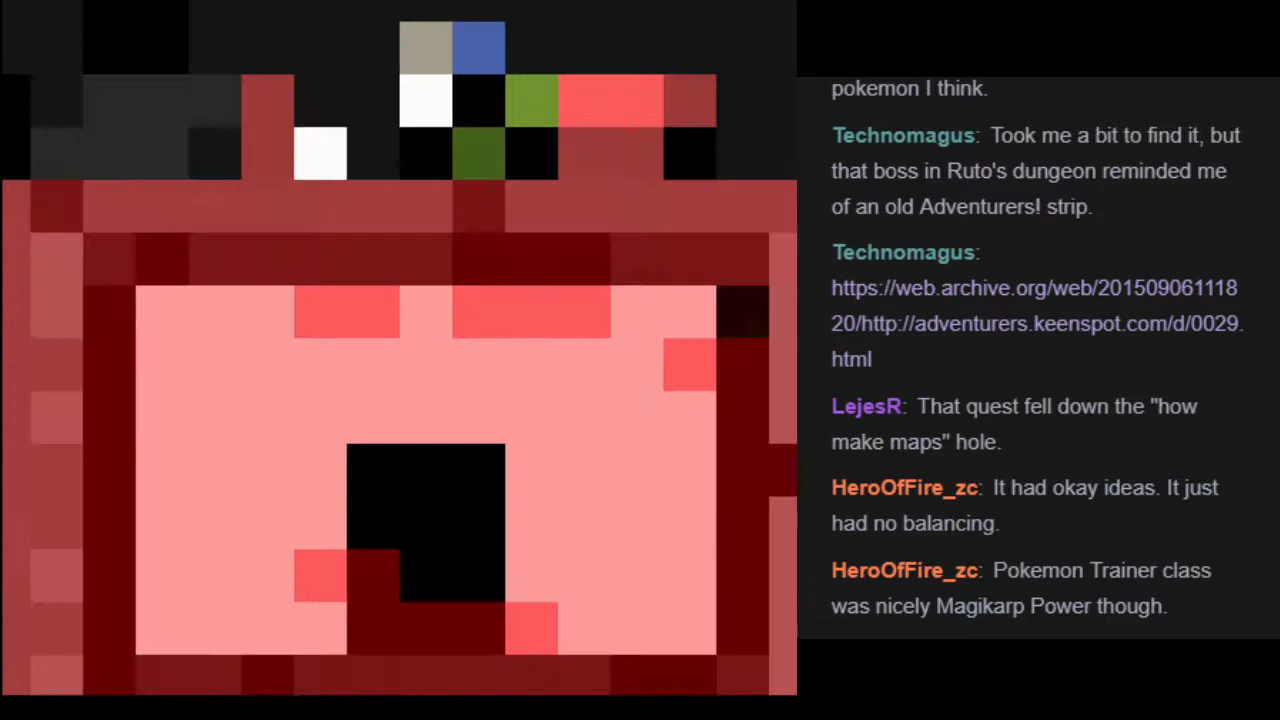 pokemon I think.
Technomagus: Took me a bit to find it, but
that boss in Ruto's dungeon reminded me
of an old Adventurers! strip.
Technomagus:
https://web.archive.org/web/201509061118
20/http://adventurers.keenspot.com/d/0029.
html
LejesR: That quest fell down the "how
make maps" hole.
HeroOfFire_zc: It had okay ideas. It just
had no balancing.
HeroOfFire_zc: Pokemon Trainer class
was nicely Magikarp Power though.